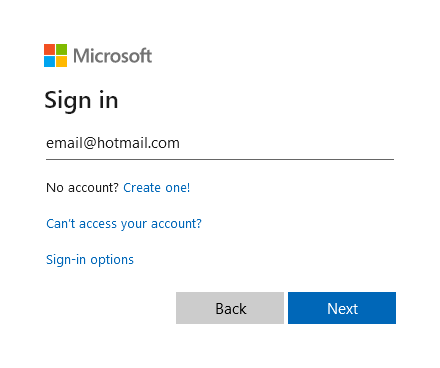 Microsoft
Sign in
email@hotmail.com
No account? Create one!
Can't access your account?
Sign-in options
Back Next